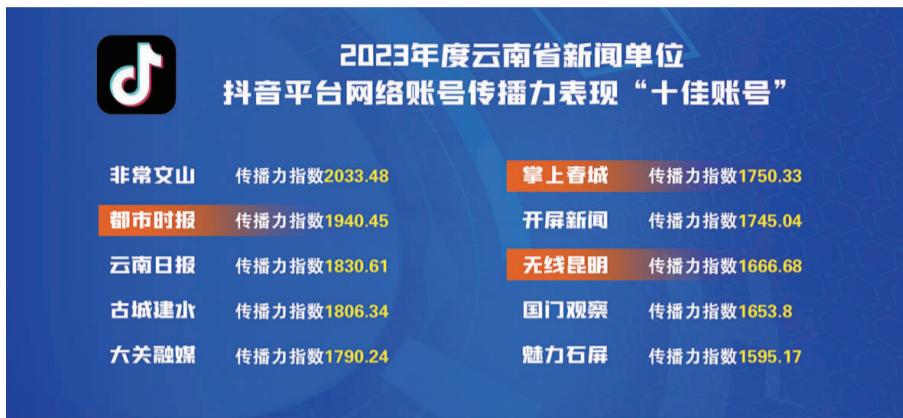 2023年度云南省新闻单位
抖音平台网络账号传播力表现“十佳账号”
非常文山 传播力指数2033.48
都市时报 传播力指数1940.45
云南日报 传播力指数1830.61
古城建水 传播力指数1806.34
大关融媒 传播力指数1790.24
掌上春城 传播力指数1750.33
开屏新闻 传播力指数1745.04
无线昆明 传播力指数1666.68
国门观察 传播力指数1653.8
魅力石屏 传播力指数1595.17